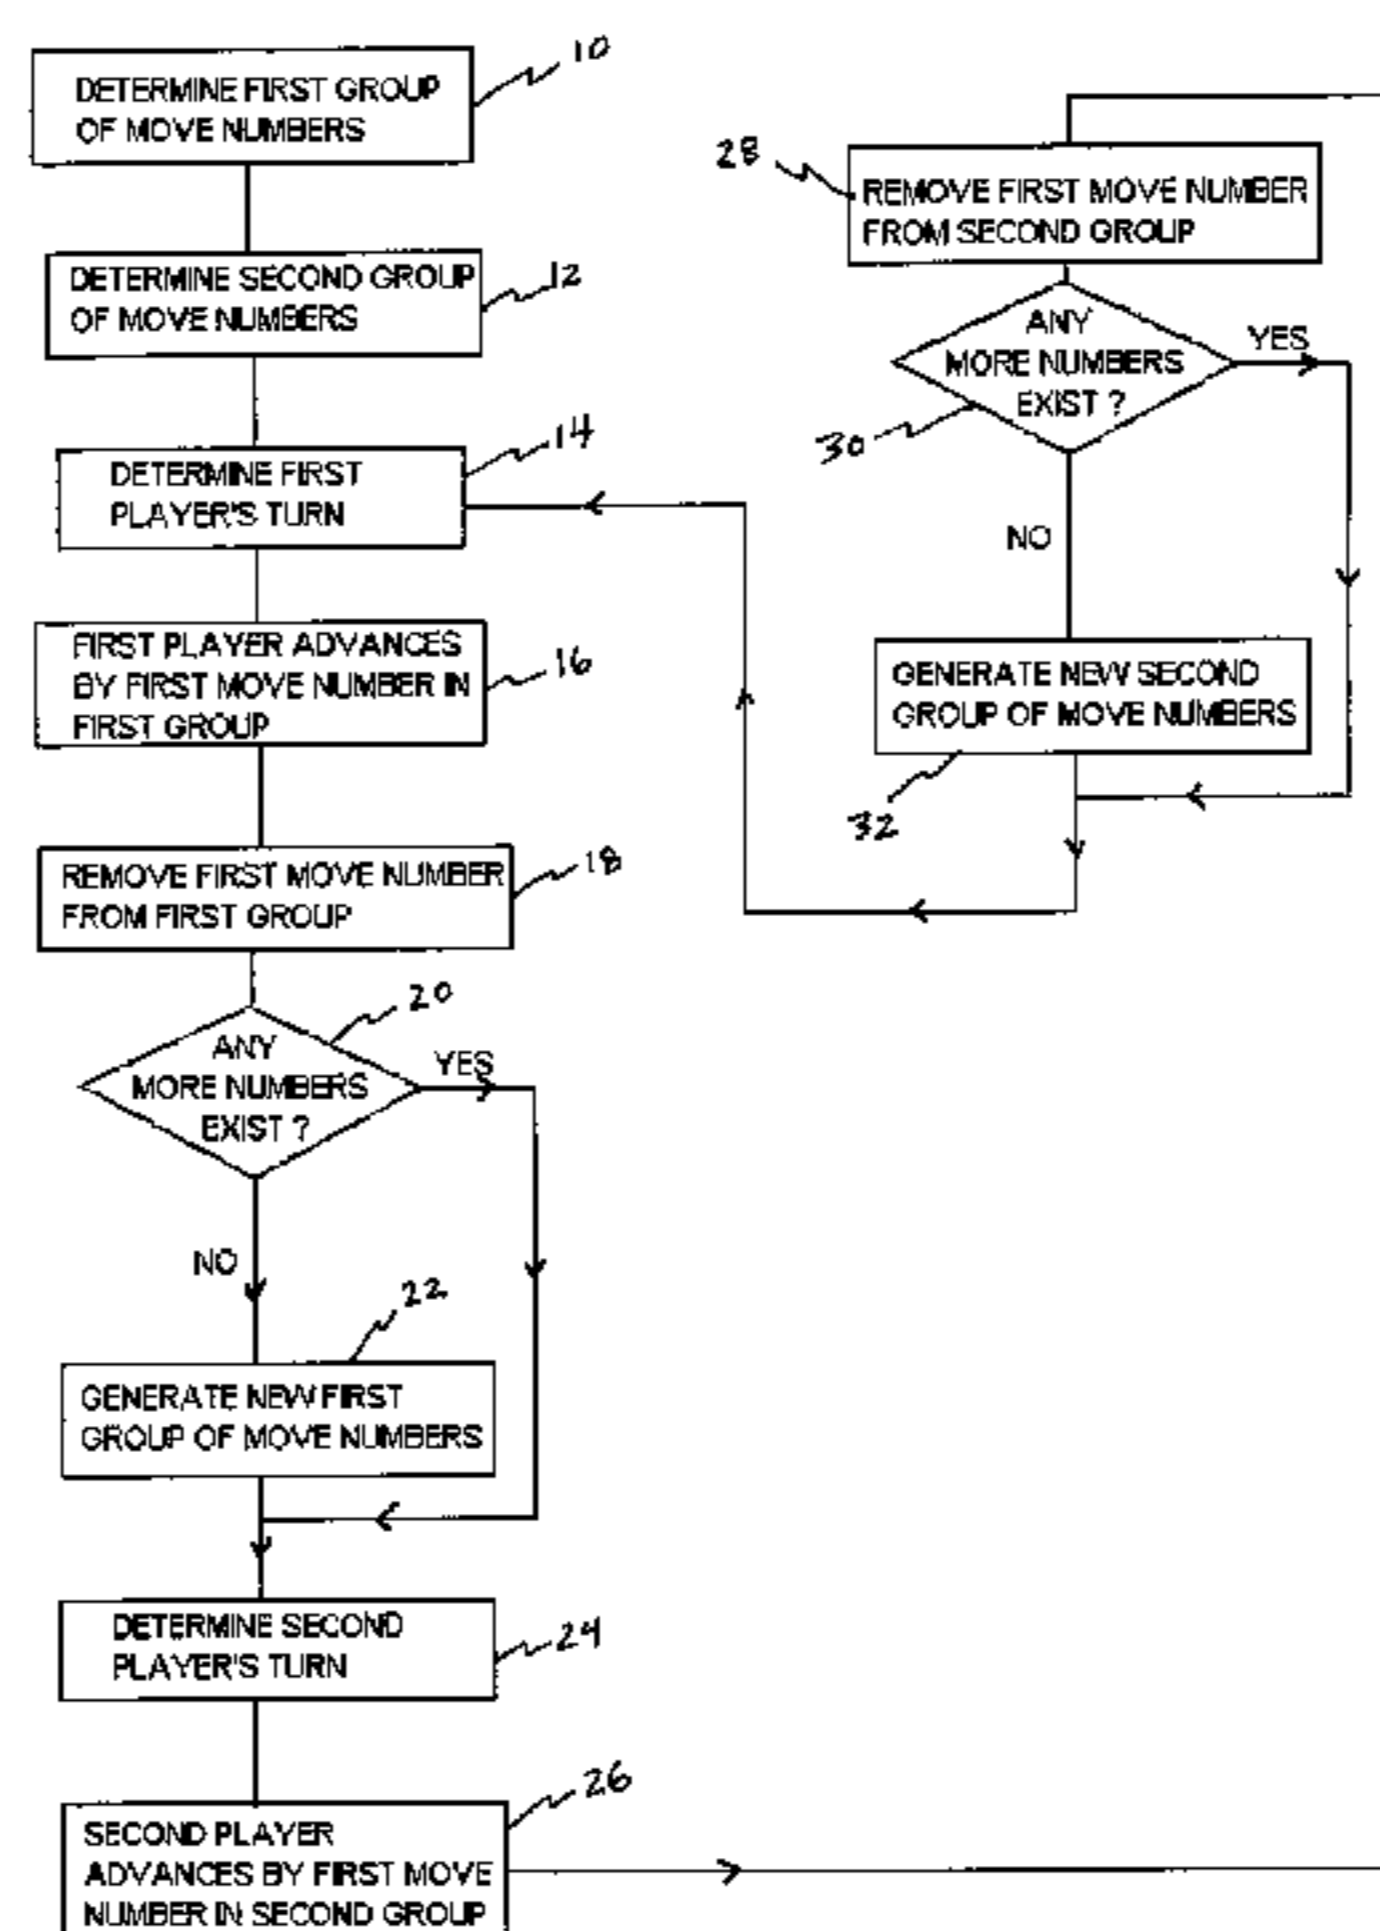 10
DETERMINE FIRST GROUP
OF MOVE NUMBERS
12
DETERMINE SECOND GROUP
OF MOVE NUMBERS
14
DETERMINE FIRST
PLAYER'S TURN
16
FIRST PLAYER ADVANCES
BY FIRST MOVE NUMBER IN
FIRST GROUP
18
REMOVE FIRST MOVE NUMBER
FROM FIRST GROUP
20
ANY
MORE NUMBERS
EXIST ?
YES
NO
22
GENERATE NEW FIRST
GROUP OF MOVE NUMBERS
24
DETERMINE SECOND
PLAYER'S TURN
26
SECOND PLAYER
ADVANCES BY FIRST MOVE
NUMBER IN SECOND GROUP
28
REMOVE FIRST MOVE NUMBER
FROM SECOND GROUP
ANY
MORE NUMBERS
EXIST ?
YES
30
NO
GENERATE NEW SECOND
GROUP OF MOVE NUMBERS
32